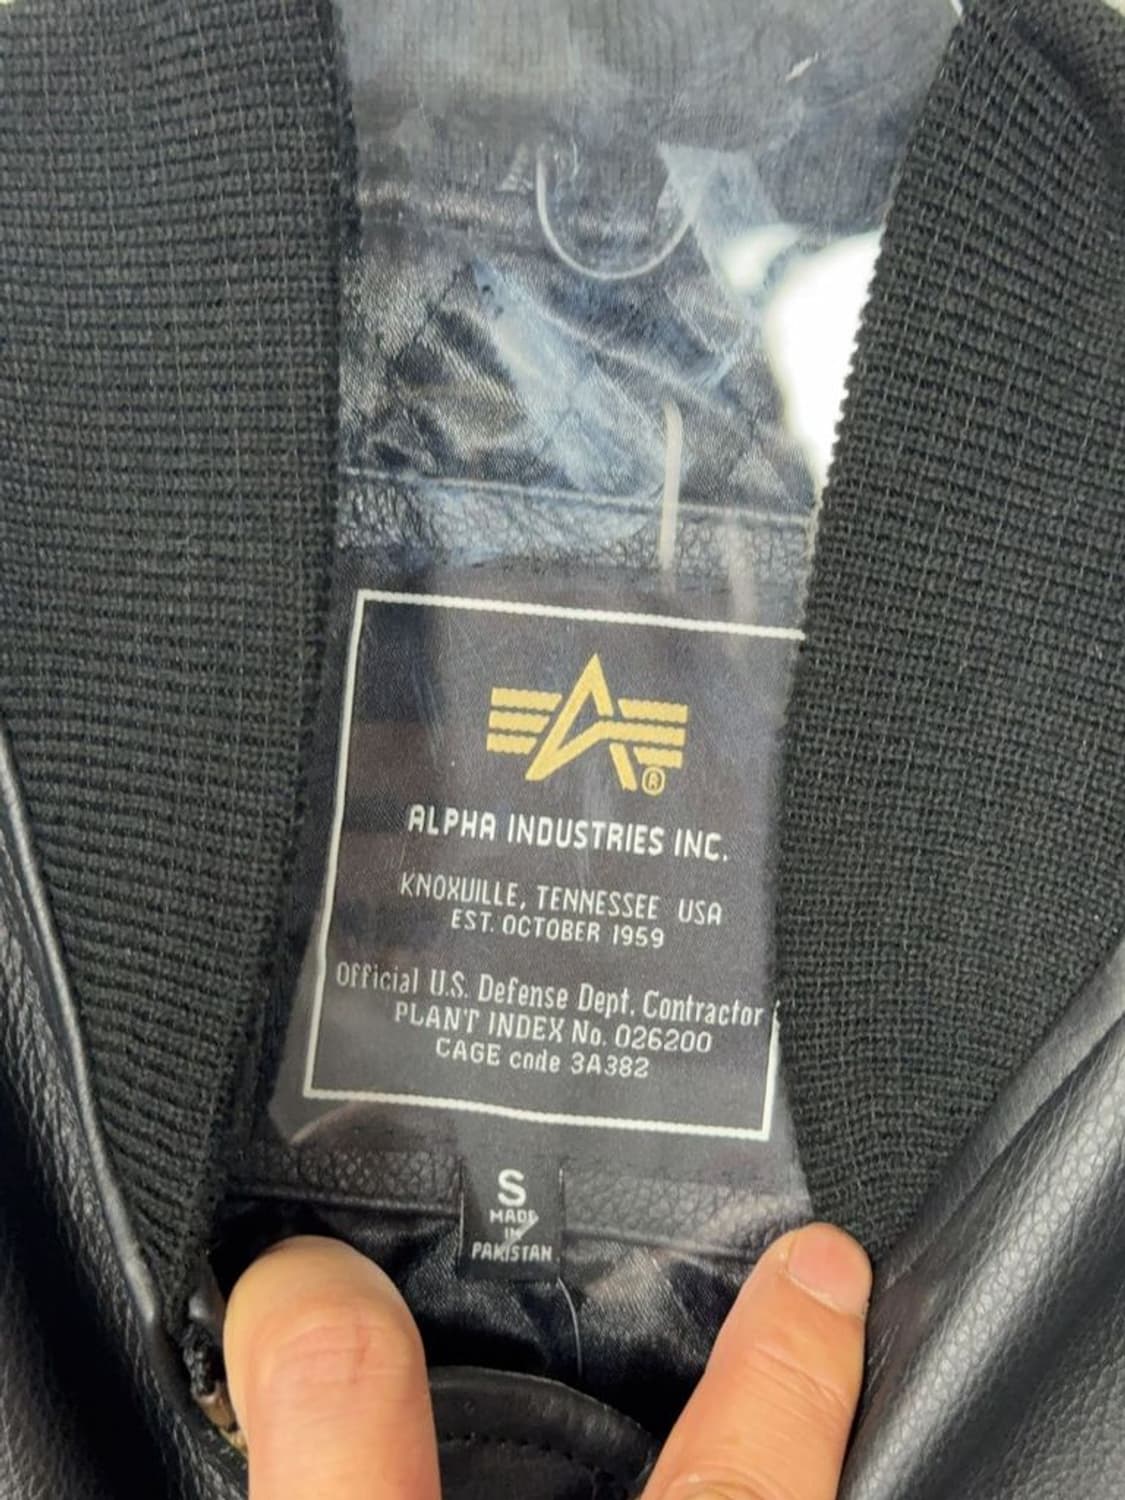 ®
ALPHA INDUSTRIES INC.
KNOXVILLE, TENNESSEE USA
EST. OCTOBER 1959
Official U.S. Defense Dept. Contractor
PLANT INDEX No. 026200
CAGE code 3A382
S
MADE
IN
PAKISTAN